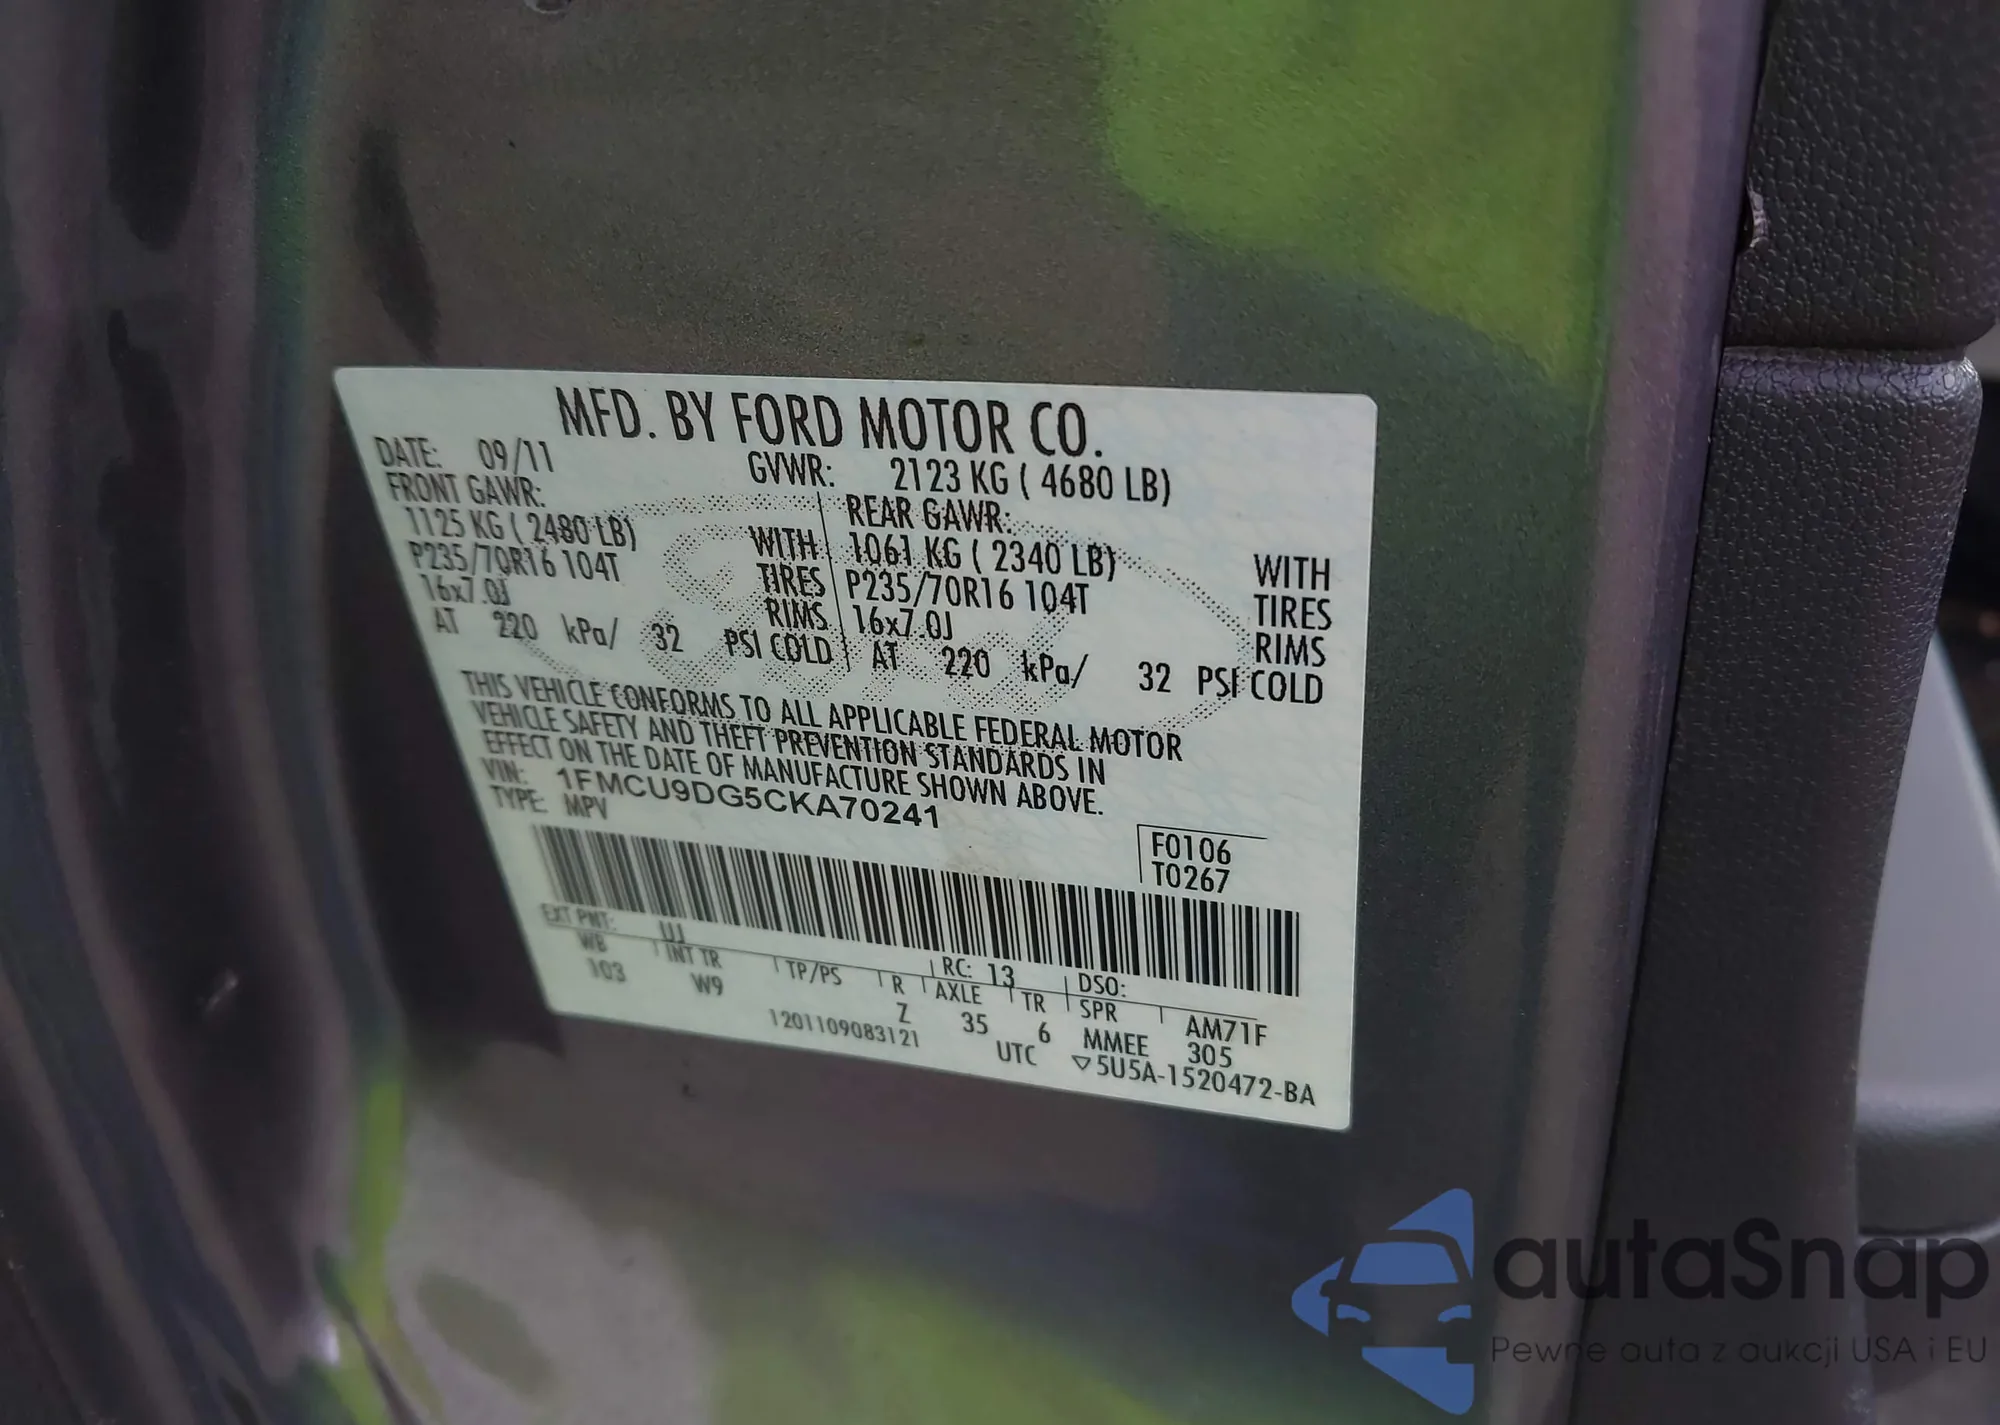 MFD. BY FORD MOTOR CO.
DATE: 09/11 GVWR: 2123 KG ( 4680 LB)
FRONT GAWR: REAR GAWR:
1125 KG ( 2480 LB) WITH 1061 KG ( 2340 LB) WITH
P235/70R16 104T TIRES P235/70R16 104T TIRES
16x7.0J RIMS 16x7.0J RIMS
AT 220 kPa/ 32 PSI COLD AT 220 kPa/ 32 PSI COLD
THIS VEHICLE CONFORMS TO ALL APPLICABLE FEDERAL MOTOR
VEHICLE SAFETY AND THEFT PREVENTION STANDARDS IN
EFFECT ON THE DATE OF MANUFACTURE SHOWN ABOVE.
VIN: 1FMCU9DG5CKA70241
TYPE: MPV
F0106
T0267
EXT PNT: UJ RC: 13 DSO:
WB INT TR TP/PS R AXLE TR SPR AM71F
103 W9 Z 35 6 MMEE 305
1201109083121 UTC ▽5U5A-1520472-BA
autaSnap
Pewne auta z aukcji USA i EU